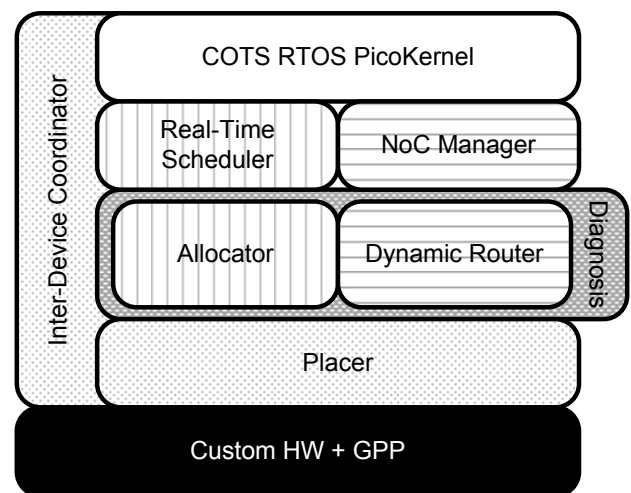 COTS RTOS PicoKernel
Inter-Device Coordinator
Real-Time
Scheduler
NoC Manager
Allocator
Dynamic Router
Diagnosis
Placer
Custom HW + GPP